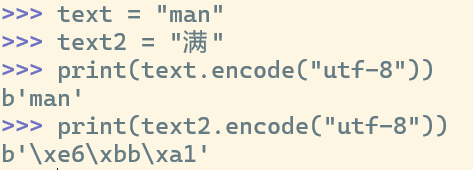 >>> text = "man"
>>> text2 = "满"
>>> print(text.encode("utf-8"))
b'man'
>>> print(text2.encode("utf-8"))
b'\xe6\xbb\xa1'